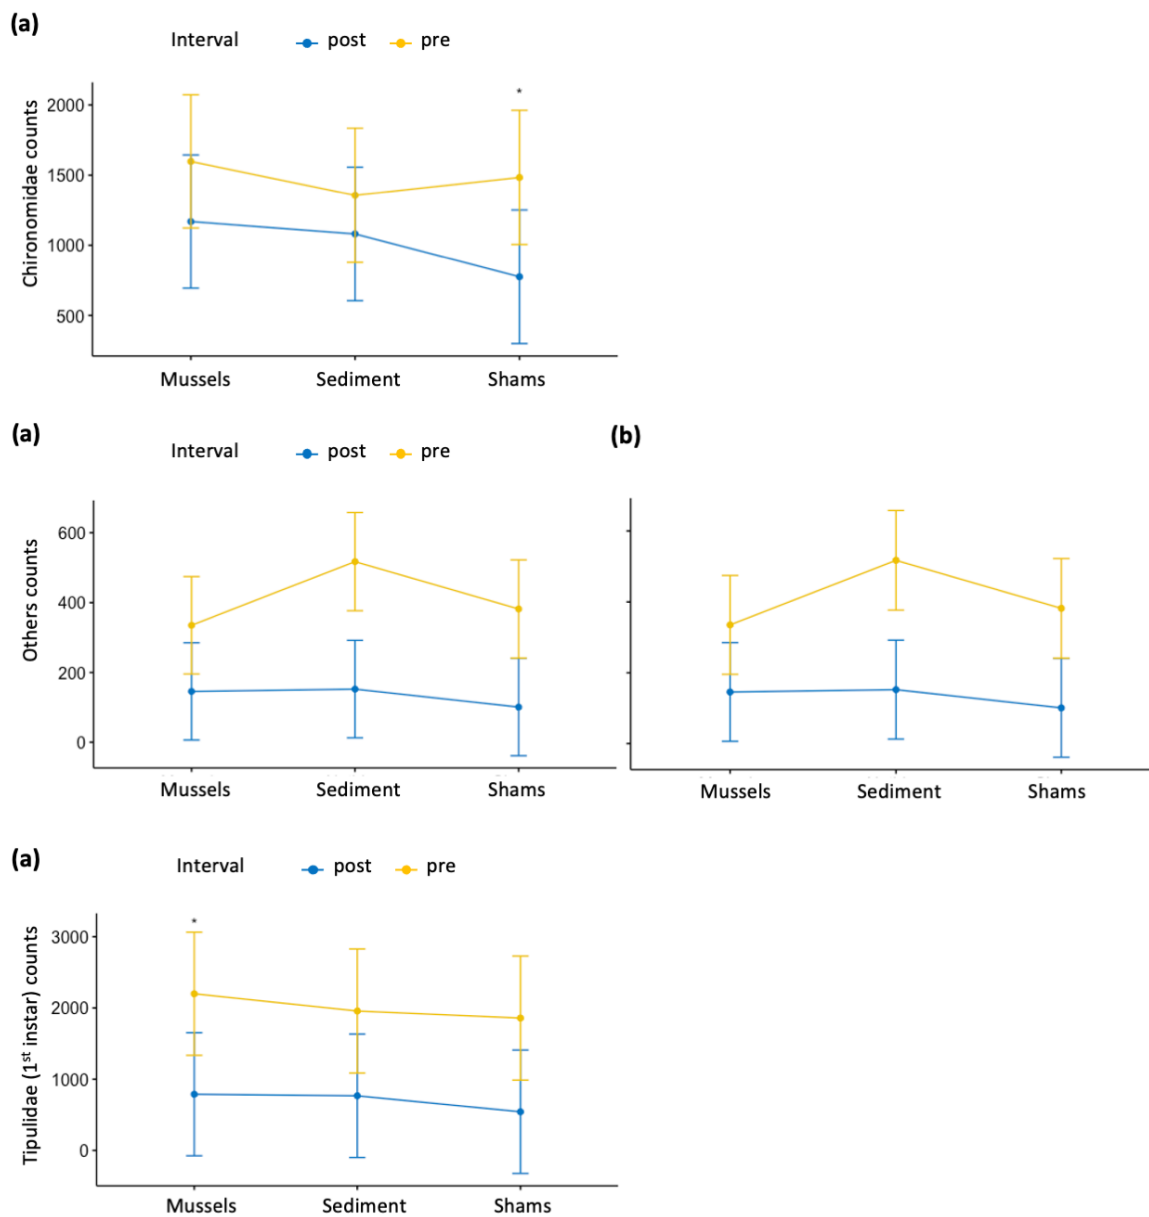 (a)
Interval post pre
Chironomidae counts
*
2000
1500
1000
500
Mussels Sediment Shams
(a) (b)
Interval post pre
Others counts
600
400
200
0
Mussels Sediment Shams
Mussels Sediment Shams
(a)
Interval post pre
Tipulidae (1st instar) counts
*
3000
2000
1000
0
Mussels Sediment Shams